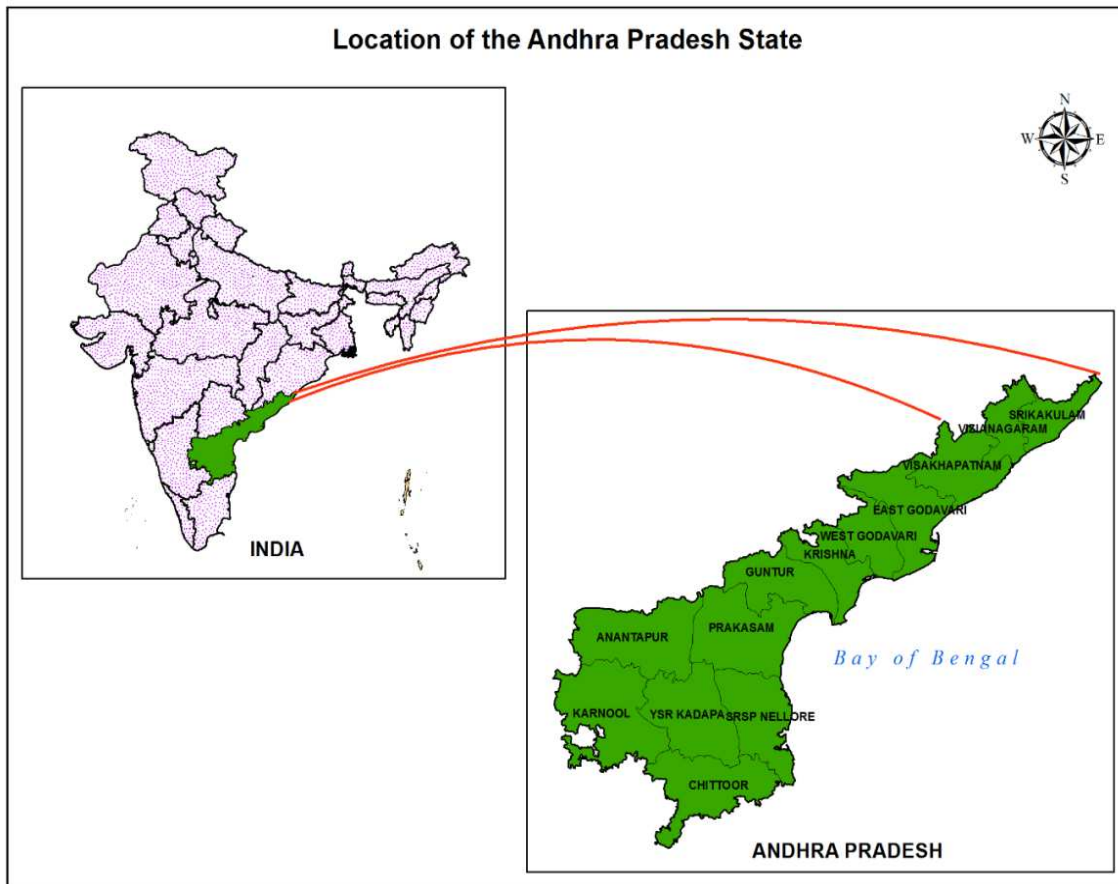 Location of the Andhra Pradesh State
N
W E
S
INDIA
SRIKAKULAM
VIZIANAGARAM
VISAKHAPATNAM
EAST GODAVARI
WEST GODAVARI
KRISHNA
GUNTUR
PRAKASAM
ANANTAPUR
Bay of Bengal
KARNOOL YSR KADAPA SRSP NELLORE
CHITTOOR
ANDHRA PRADESH